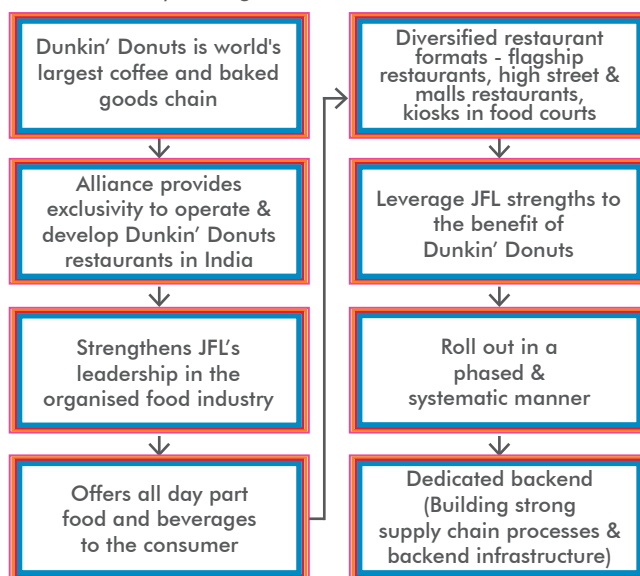 Dunkin’ Donuts is world's
largest coffee and baked
goods chain
Alliance provides
exclusivity to operate &
develop Dunkin’ Donuts
restaurants in India
Strengthens JFL’s
leadership in the
organised food industry
Offers all day part
food and beverages
to the consumer
Diversified restaurant
formats - flagship
restaurants, high street &
malls restaurants,
kiosks in food courts
Leverage JFL strengths to
the benefit of
Dunkin’ Donuts
Roll out in a
phased &
systematic manner
Dedicated backend
(Building strong
supply chain processes &
backend infrastructure)